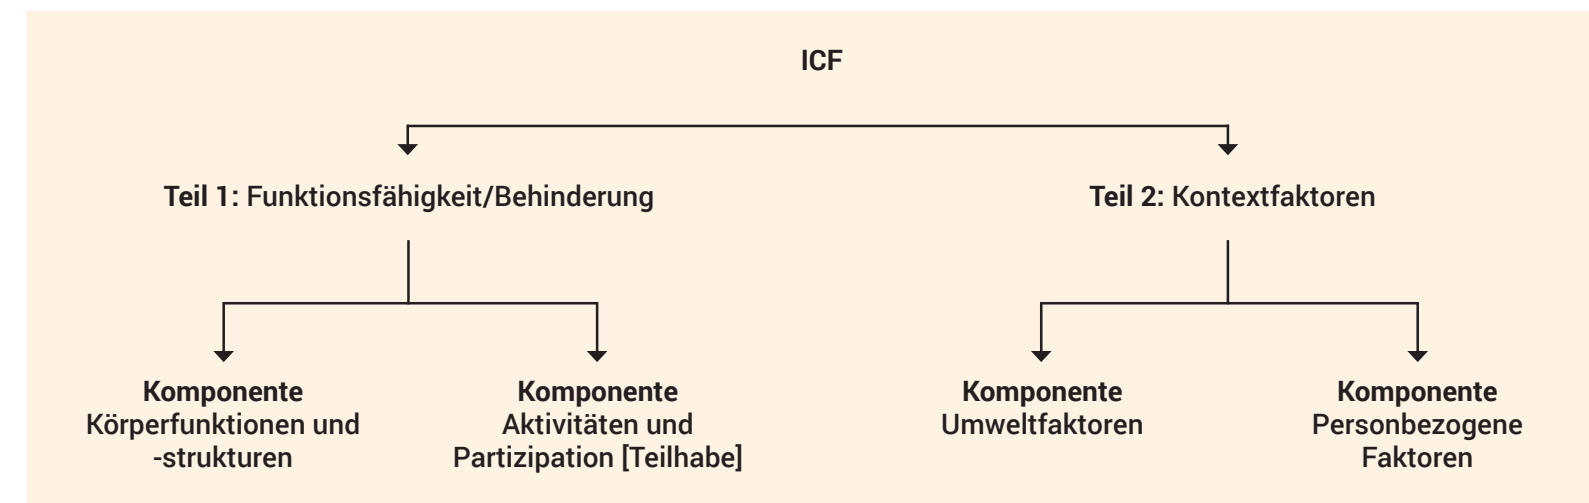 ICF
Teil 1: Funktionsfähigkeit/Behinderung
Teil 2: Kontextfaktoren
Komponente
Körperfunktionen und
-strukturen
Komponente
Aktivitäten und
Partizipation [Teilhabe]
Komponente
Umweltfaktoren
Komponente
Personbezogene
Faktoren